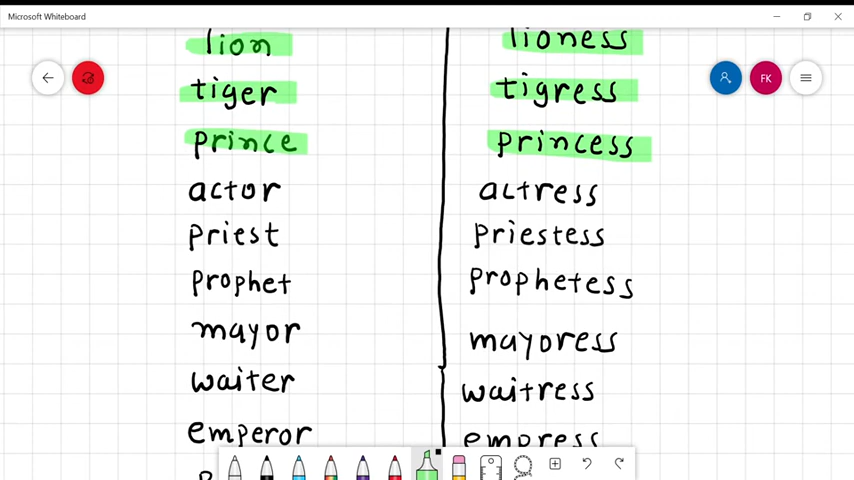 Microsoft Whiteboard
lion lioness
FK
tiger tigress
prince princess
actor actress
priest priestess
prophet prophetess
mayor mayoress
waiter waitress
emperor empress